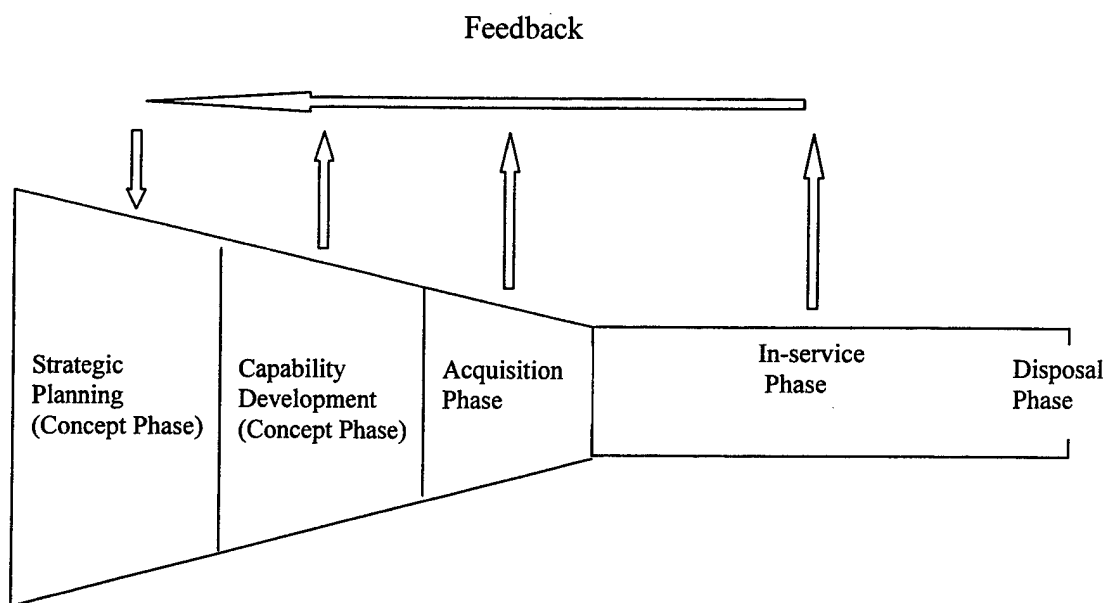 Feedback
Strategic
Planning
(Concept Phase)
Capability
Development
(Concept Phase)
Acquisition
Phase
In-service
Phase
Disposal
Phase